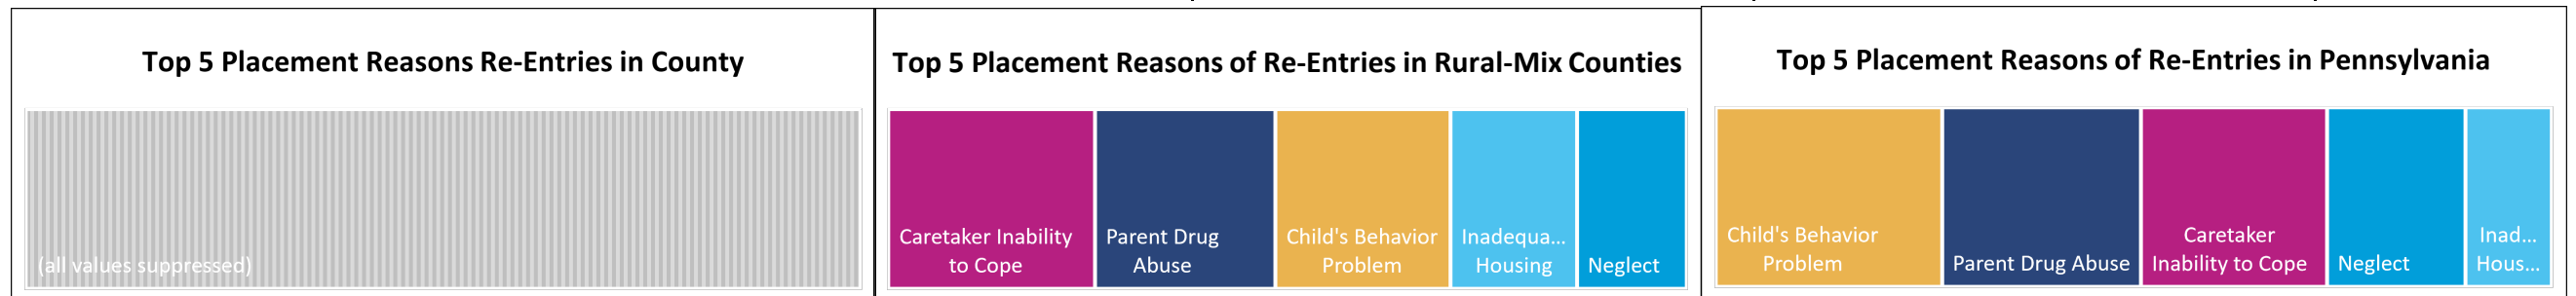 Top 5 Placement Reasons Re-Entries in County
(all values suppressed)
Top 5 Placement Reasons of Re-Entries in Rural-Mix Counties
Caretaker Inability
to Cope
Parent Drug
Abuse
Child's Behavior
Problem
Inadequa...
Housing
Neglect
Top 5 Placement Reasons of Re-Entries in Pennsylvania
Child's Behavior
Problem
Parent Drug Abuse
Caretaker
Inability to Cope
Neglect
Inad...
Hous...